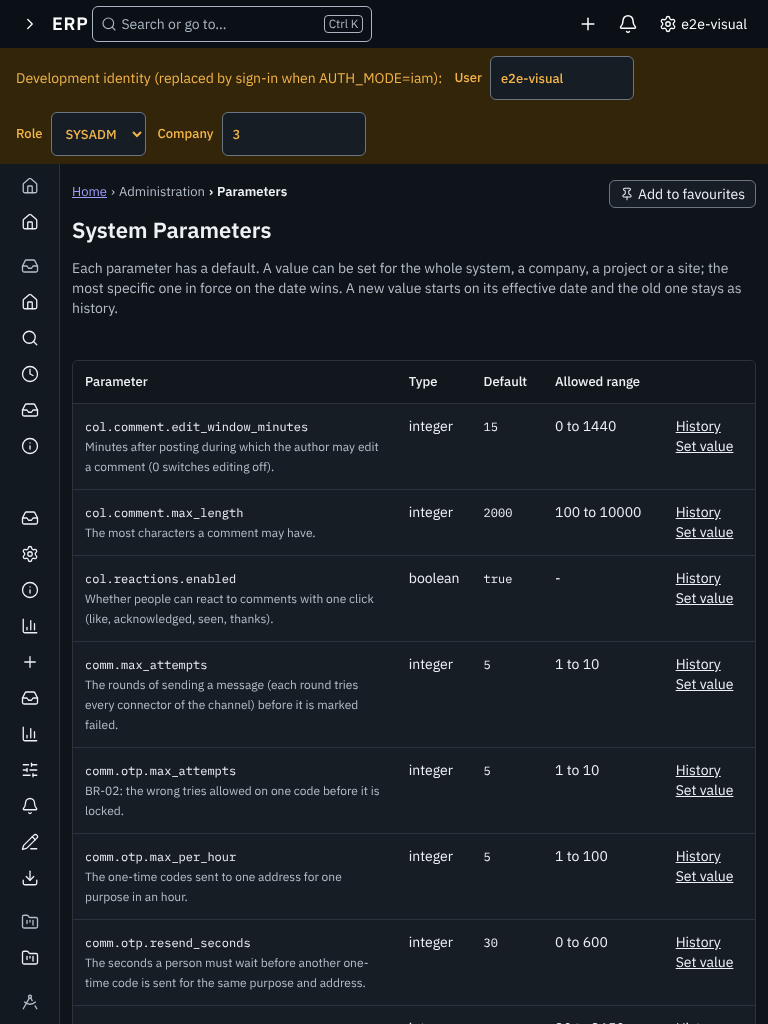 ERP
Search or go to...
Ctrl K
e2e-visual
Development identity (replaced by sign-in when AUTH_MODE=iam):
User
e2e-visual
Role
SYSADM
Company
3
Home › Administration › Parameters
Add to favourites
System Parameters
Each parameter has a default. A value can be set for the whole system, a company, a project or a site; the
most specific one in force on the date wins. A new value starts on its effective date and the old one stays as
history.
Parameter Type Default Allowed range
col.comment.edit_window_minutes integer 15 0 to 1440 History
Minutes after posting during which the author may edit Set value
a comment (0 switches editing off).
col.comment.max_length integer 2000 100 to 10000 History
The most characters a comment may have. Set value
col.reactions.enabled boolean true - History
Whether people can react to comments with one click Set value
(like, acknowledged, seen, thanks).
comm.max_attempts integer 5 1 to 10 History
The rounds of sending a message (each round tries Set value
every connector of the channel) before it is marked
failed.
comm.otp.max_attempts integer 5 1 to 10 History
BR-02: the wrong tries allowed on one code before it is Set value
locked.
comm.otp.max_per_hour integer 5 1 to 100 History
The one-time codes sent to one address for one Set value
purpose in an hour.
comm.otp.resend_seconds integer 30 0 to 600 History
The seconds a person must wait before another one- Set value
time code is sent for the same purpose and address.